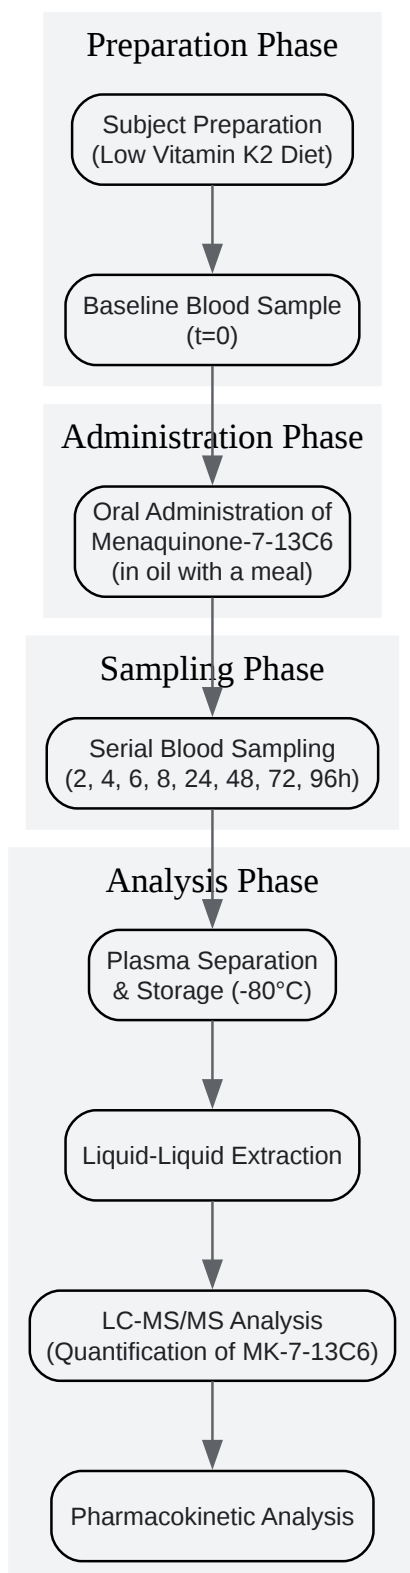 Preparation Phase
Subject Preparation
(Low Vitamin K2 Diet)
Baseline Blood Sample
(t=0)
Administration Phase
Oral Administration of
Menaquinone-7-13C6
(in oil with a meal)
Sampling Phase
Serial Blood Sampling
(2, 4, 6, 8, 24, 48, 72, 96h)
Analysis Phase
Plasma Separation
& Storage (-80°C)
Liquid-Liquid Extraction
LC-MS/MS Analysis
(Quantification of MK-7-13C6)
Pharmacokinetic Analysis